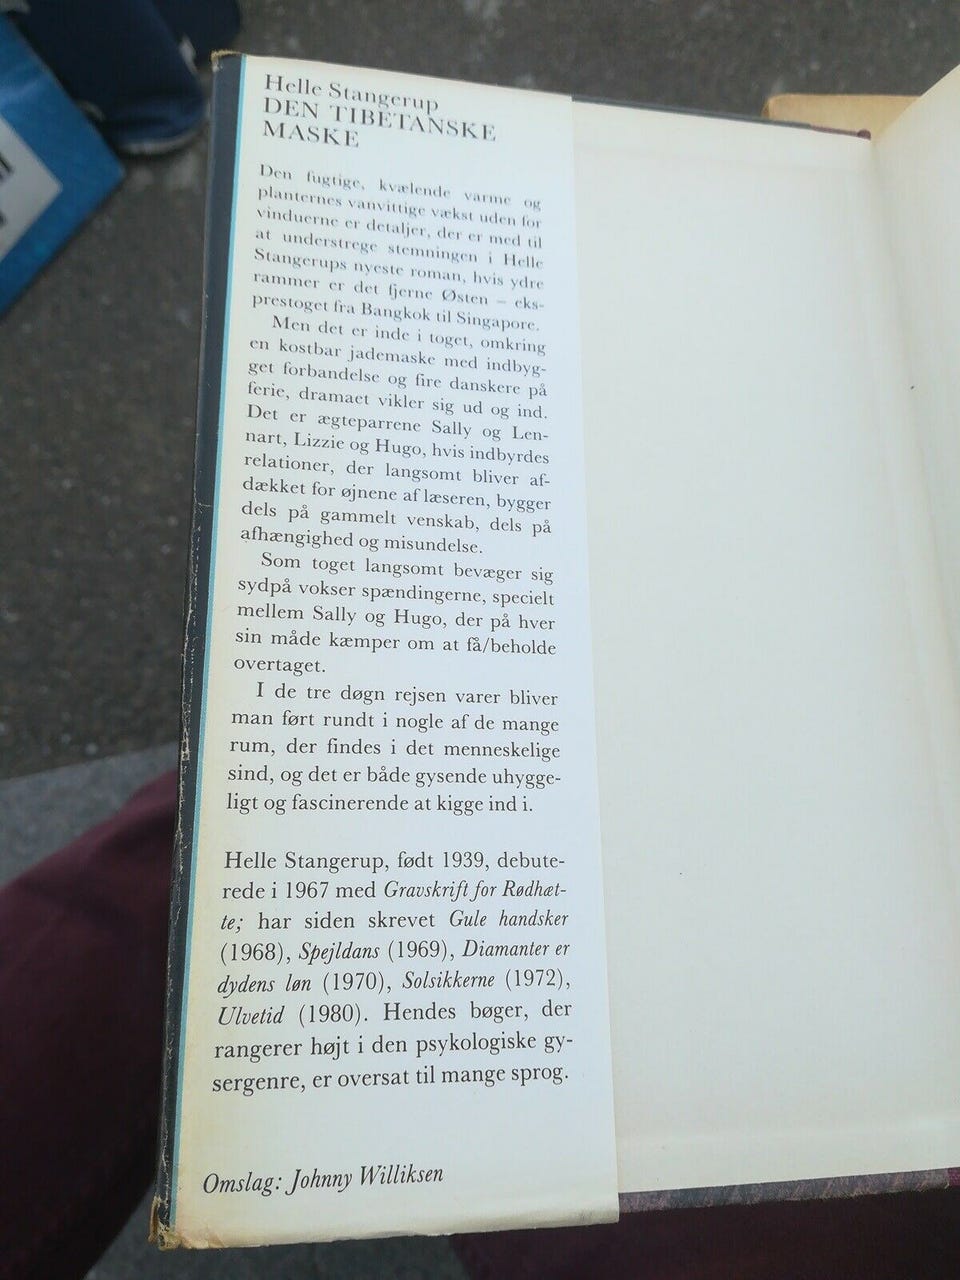 Helle Stangerup
DEN TIBETANSKE
MASKE
Den fugtige, kvælende varme og
planternes vanvittige vækst uden for
vinduerne er detaljer, der er med til
at understrege stemningen i Helle
Stangerups nyeste roman, hvis ydre
rammer er det fjerne Østen – eks-
prestoget fra Bangkok til Singapore.
Men det er inde i toget, omkring
en kostbar jademaske med indbyg-
get forbandelse og fire danskere på
ferie, dramaet vikler sig ud og ind.
Det er ægteparrene Sally og Len-
nart, Lizzie og Hugo, hvis indbyrdes
relationer, der langsomt bliver af-
dækket for øjnene af læseren, bygger
dels på gammelt venskab, dels på
afhængighed og misundelse.
Som toget langsomt bevæger sig
sydpå vokser spændingerne, specielt
mellem Sally og Hugo, der på hver
sin måde kæmper om at få/beholde
overtaget.
I de tre døgn rejsen varer bliver
man ført rundt i nogle af de mange
rum, der findes i det menneskelige
sind, og det er både gysende uhygge-
ligt og fascinerende at kigge ind i.
Helle Stangerup, født 1939, debute-
rede i 1967 med Gravskrift for Rødhæt-
te; har siden skrevet Gule handsker
(1968), Spejldans (1969), Diamanter er
dydens løn (1970), Solsikkerne (1972),
Ulvetid (1980). Hendes bøger, der
rangerer højt i den psykologiske gy-
sergenre, er oversat til mange sprog.
Omslag: Johnny Williksen